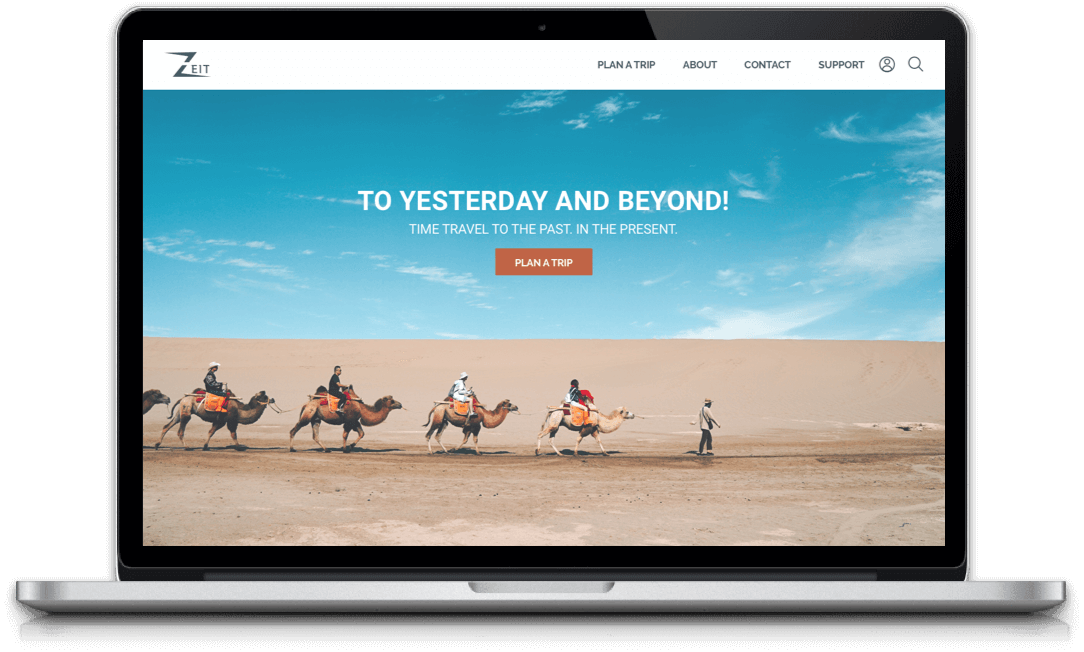 ZEIT
PLAN A TRIP ABOUT CONTACT SUPPORT
TO YESTERDAY AND BEYOND!
TIME TRAVEL TO THE PAST. IN THE PRESENT.
PLAN A TRIP